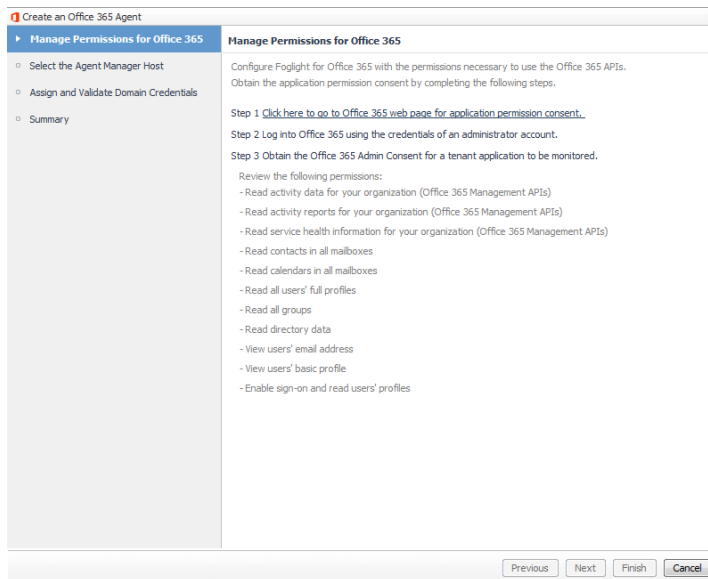 Create an Office 365 Agent
Manage Permissions for Office 365
Select the Agent Manager Host
Assign and Validate Domain Credentials
Summary
Manage Permissions for Office 365
Configure Foglight for Office 365 with the permissions necessary to use the Office 365 APIs.
Obtain the application permission consent by completing the following steps.
Step 1 Click here to go to Office 365 web page for application permission consent.
Step 2 Log into Office 365 using the credentials of an administrator account.
Step 3 Obtain the Office 365 Admin Consent for a tenant application to be monitored.
Review the following permissions:
- Read activity data for your organization (Office 365 Management APIs)
- Read activity reports for your organization (Office 365 Management APIs)
- Read service health information for your organization (Office 365 Management APIs)
- Read contacts in all mailboxes
- Read calendars in all mailboxes
- Read all users' full profiles
- Read all groups
- Read directory data
- View users' email address
- View users' basic profile
- Enable sign-on and read users' profiles
Previous Next Finish Cancel